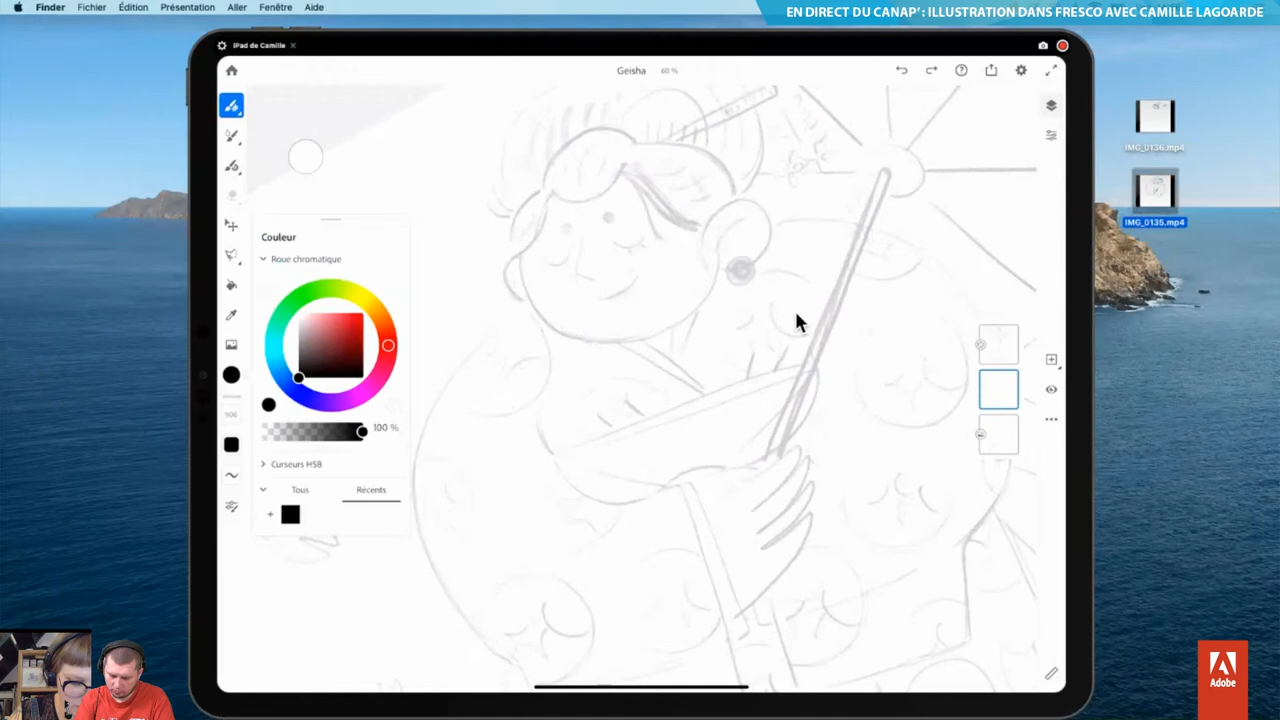 Finder Fichier Édition Présentation Aller Fenêtre Aide
EN DIRECT DU CANAP' : ILLUSTRATION DANS FRESCO AVEC CAMILLE LAGOARDE
iPad de Camille
Geisha 60 %
IMG_0136.mp4
IMG_0135.mp4
Couleur
Roue chromatique
100 %
Curseurs HSB
Tous Récents
906
Adobe